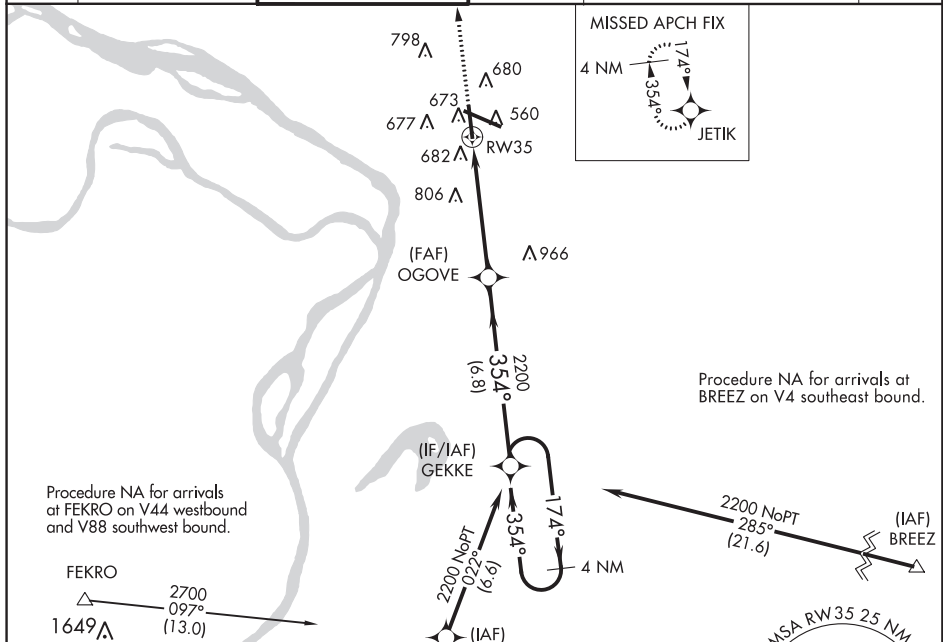 MISSED APCH FIX
4 NM
174°
354°
JETIK
798
680
673
560
677
RW35
682
806
966
(FAF)
OGOVE
2200
354°
(6.8)
Procedure NA for arrivals at
BREEZ on V4 southeast bound.
(IF/IAF)
GEKKE
174°
354°
4 NM
2200 NoPT
022°
(6.6)
2200 NoPT
285°
(21.6)
(IAF)
BREEZ
Procedure NA for arrivals
at FEKRO on V44 westbound
and V88 southwest bound.
FEKRO
2700
097°
(13.0)
1649
(IAF)
MSA RW35 25 NM